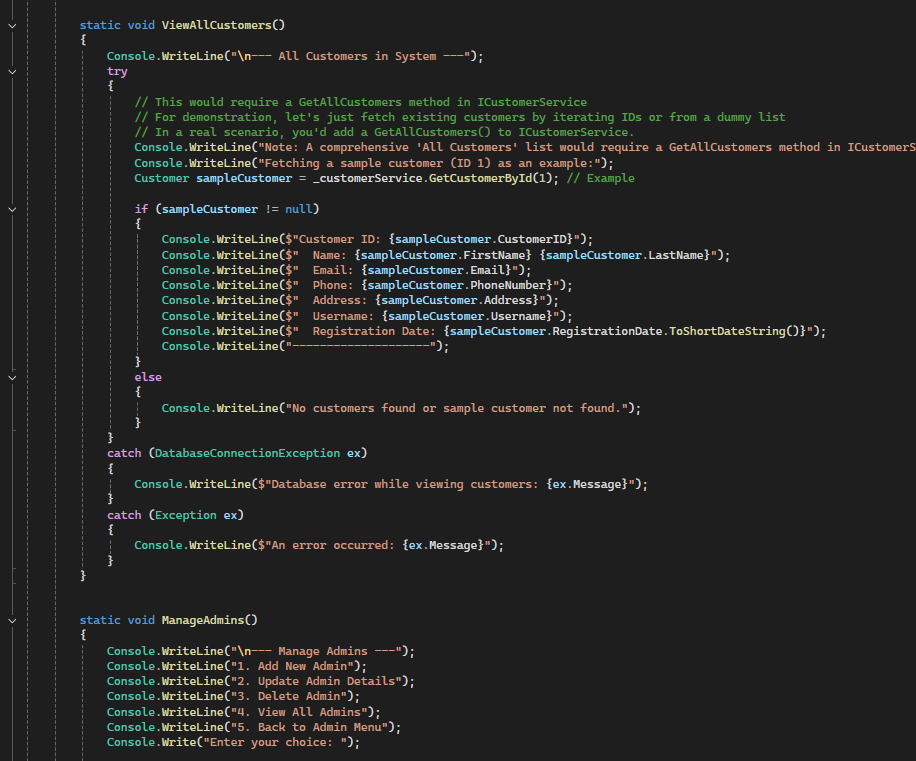 static void ViewAllCustomers()
{
Console.WriteLine("\n--- All Customers in System ---");
try
{
// This would require a GetAllCustomers method in ICustomerService
// For demonstration, let's just fetch existing customers by iterating IDs or from a dummy list
// In a real scenario, you'd add a GetAllCustomers() to ICustomerService.
Console.WriteLine("Note: A comprehensive 'All Customers' list would require a GetAllCustomers method in ICustomerS
Console.WriteLine("Fetching a sample customer (ID 1) as an example:");
Customer sampleCustomer = _customerService.GetCustomerById(1); // Example
if (sampleCustomer != null)
{
Console.WriteLine($"Customer ID: {sampleCustomer.CustomerID}");
Console.WriteLine($"  Name: {sampleCustomer.FirstName} {sampleCustomer.LastName}");
Console.WriteLine($"  Email: {sampleCustomer.Email}");
Console.WriteLine($"  Phone: {sampleCustomer.PhoneNumber}");
Console.WriteLine($"  Address: {sampleCustomer.Address}");
Console.WriteLine($"  Username: {sampleCustomer.Username}");
Console.WriteLine($"  Registration Date: {sampleCustomer.RegistrationDate.ToShortDateString()}");
Console.WriteLine("--------------------");
}
else
{
Console.WriteLine("No customers found or sample customer not found.");
}
}
catch (DatabaseConnectionException ex)
{
Console.WriteLine($"Database error while viewing customers: {ex.Message}");
}
catch (Exception ex)
{
Console.WriteLine($"An error occurred: {ex.Message}");
}
}
static void ManageAdmins()
{
Console.WriteLine("\n--- Manage Admins ---");
Console.WriteLine("1. Add New Admin");
Console.WriteLine("2. Update Admin Details");
Console.WriteLine("3. Delete Admin");
Console.WriteLine("4. View All Admins");
Console.WriteLine("5. Back to Admin Menu");
Console.Write("Enter your choice: ");